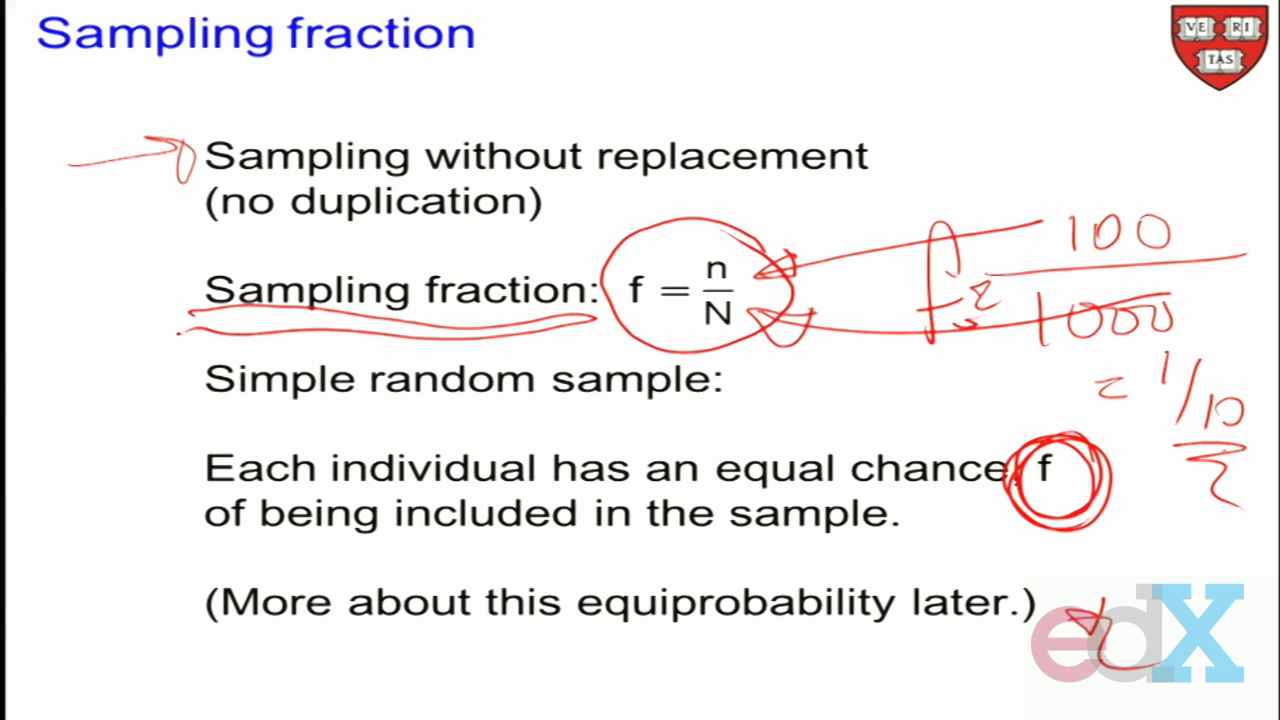 Sampling fraction
VE RI
TAS
Sampling without replacement
(no duplication)
Sampling fraction: f = n/N
f = 100/1000
= 1/10
Simple random sample:
Each individual has an equal chance, f
of being included in the sample.
(More about this equiprobability later.)
edX